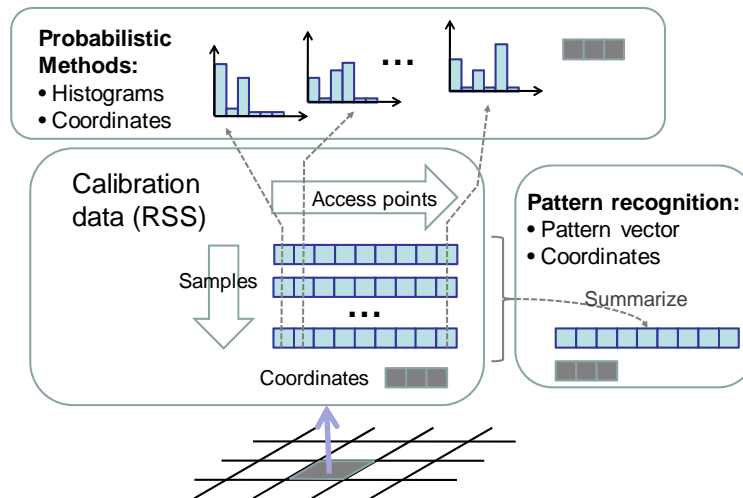 Probabilistic
Methods:
• Histograms
• Coordinates
...
Calibration
data (RSS)
Access points
Samples
...
Coordinates
Pattern recognition:
• Pattern vector
• Coordinates
Summarize